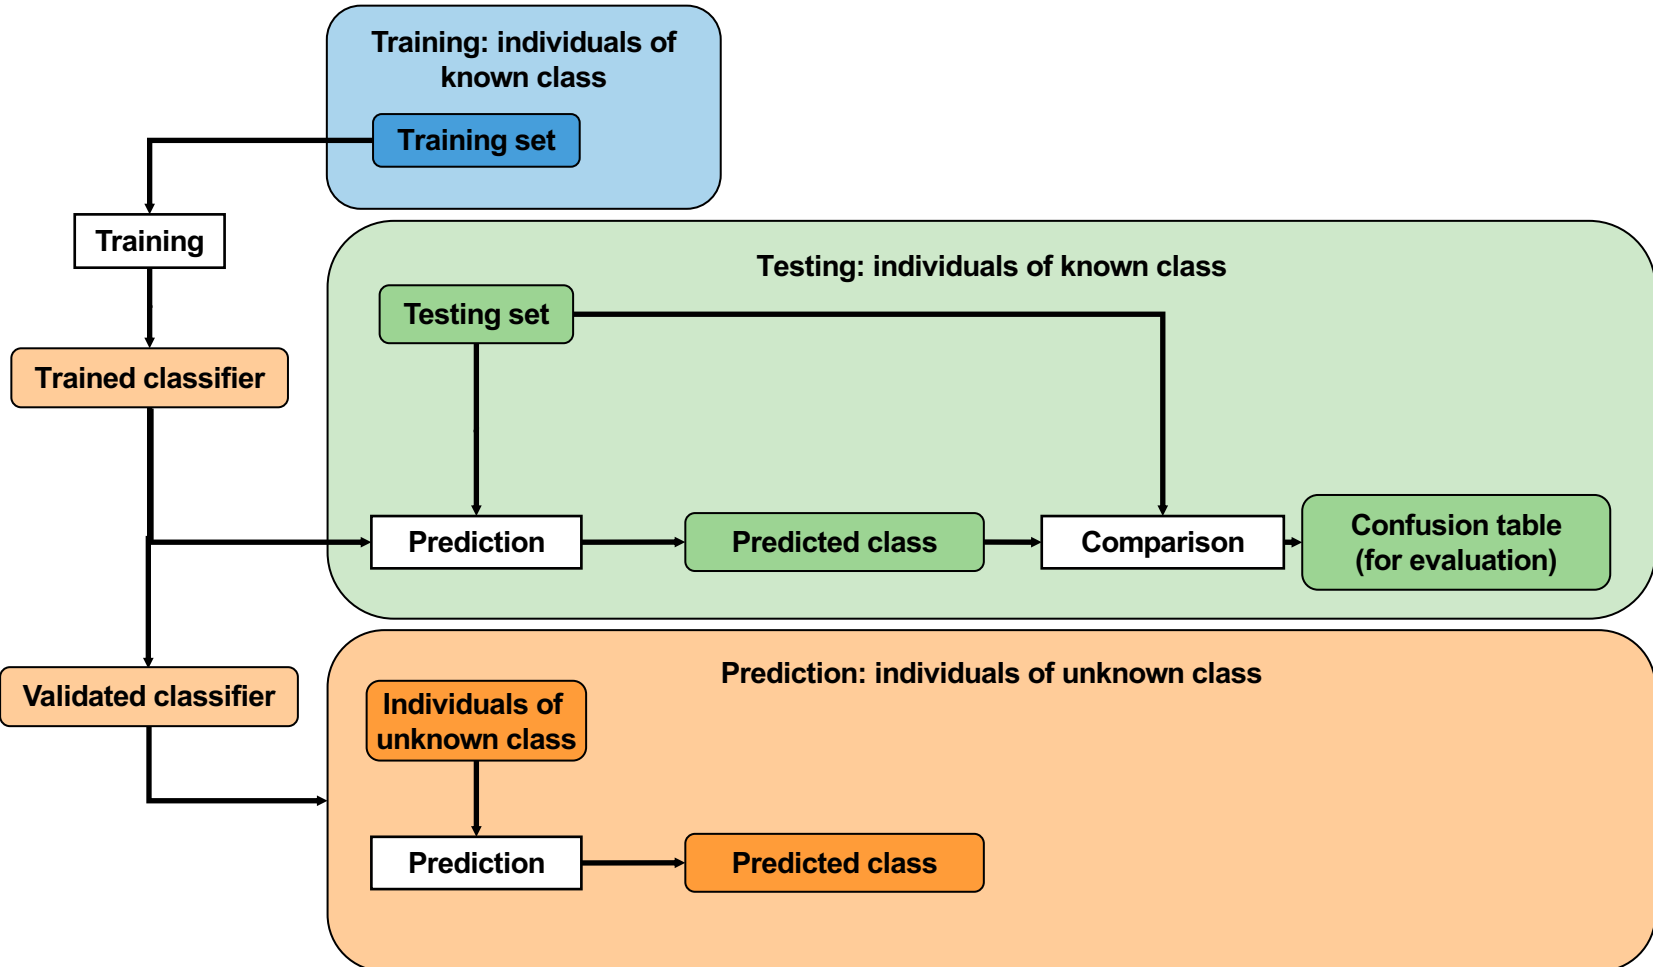 Training: individuals of
known class
Training set
Training
Testing: individuals of known class
Testing set
Trained classifier
Prediction
Predicted class
Comparison
Confusion table
(for evaluation)
Validated classifier
Prediction: individuals of unknown class
Individuals of
unknown class
Prediction
Predicted class